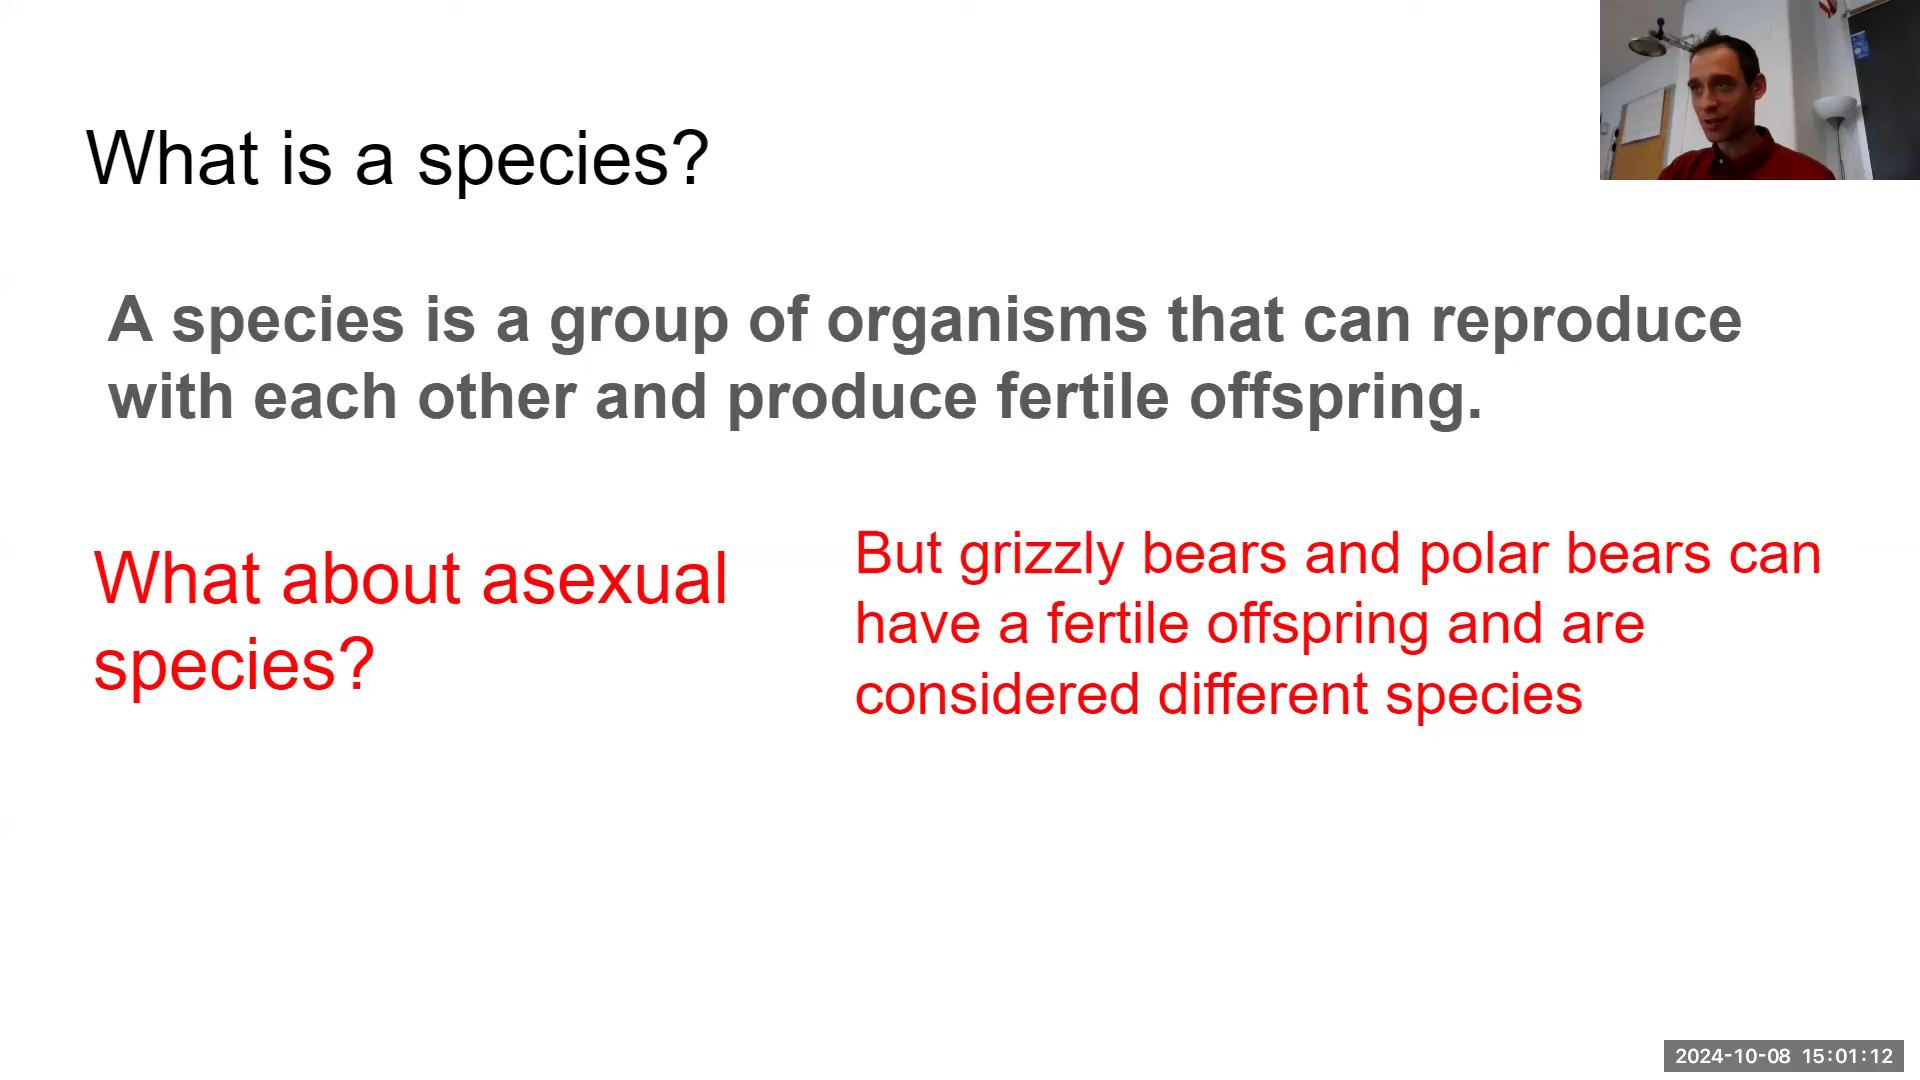 What is a species?
A species is a group of organisms that can reproduce
with each other and produce fertile offspring.
What about asexual
species?
But grizzly bears and polar bears can
have a fertile offspring and are
considered different species
2024-10-08 15:01:12